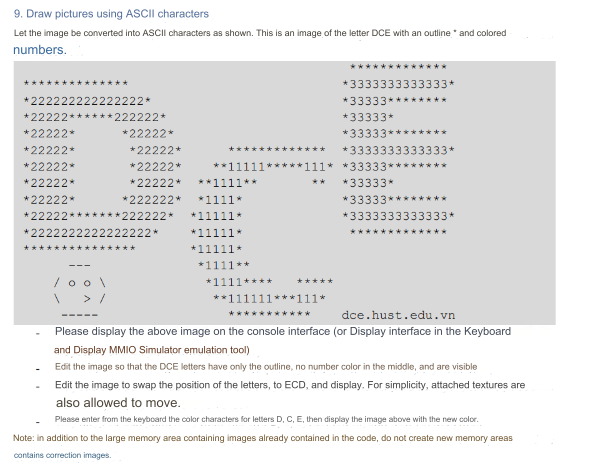 9. Draw pictures using ASCII characters
Let the image be converted into ASCII characters as shown. This is an image of the letter DCE with an outline * and colored
numbers.
                                            *************
**************                             *3333333333333*
*222222222222222*                          *33333********
*22222******222222*                        *33333*
*22222*      *22222*                       *33333********
*22222*       *22222*      *************   *3333333333333*
*22222*       *22222*    **11111*****111*  *33333********
*22222*       *22222*  **1111**       **   *33333*
*22222*      *222222*  *1111*              *33333********
*22222*******222222*  *11111*              *3333333333333*
*2222222222222222*    *11111*               *************
***************       *11111*
      ---              *1111**
    / o o \             *1111****   *****
    \   > /              **111111***111*
     -----                 ***********     dce.hust.edu.vn
- Please display the above image on the console interface (or Display interface in the Keyboard
and Display MMIO Simulator emulation tool)
- Edit the image so that the DCE letters have only the outline, no number color in the middle, and are visible
- Edit the image to swap the position of the letters, to ECD, and display. For simplicity, attached textures are
also allowed to move.
- Please enter from the keyboard the color characters for letters D, C, E, then display the image above with the new color.
Note: in addition to the large memory area containing images already contained in the code, do not create new memory areas
contains correction images.